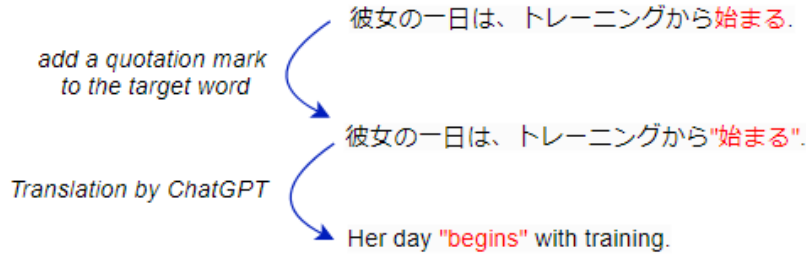 彼女の一日は、トレーニングから始まる.
add a quotation mark
to the target word
彼女の一日は、トレーニングから"始まる".
Translation by ChatGPT
Her day "begins" with training.